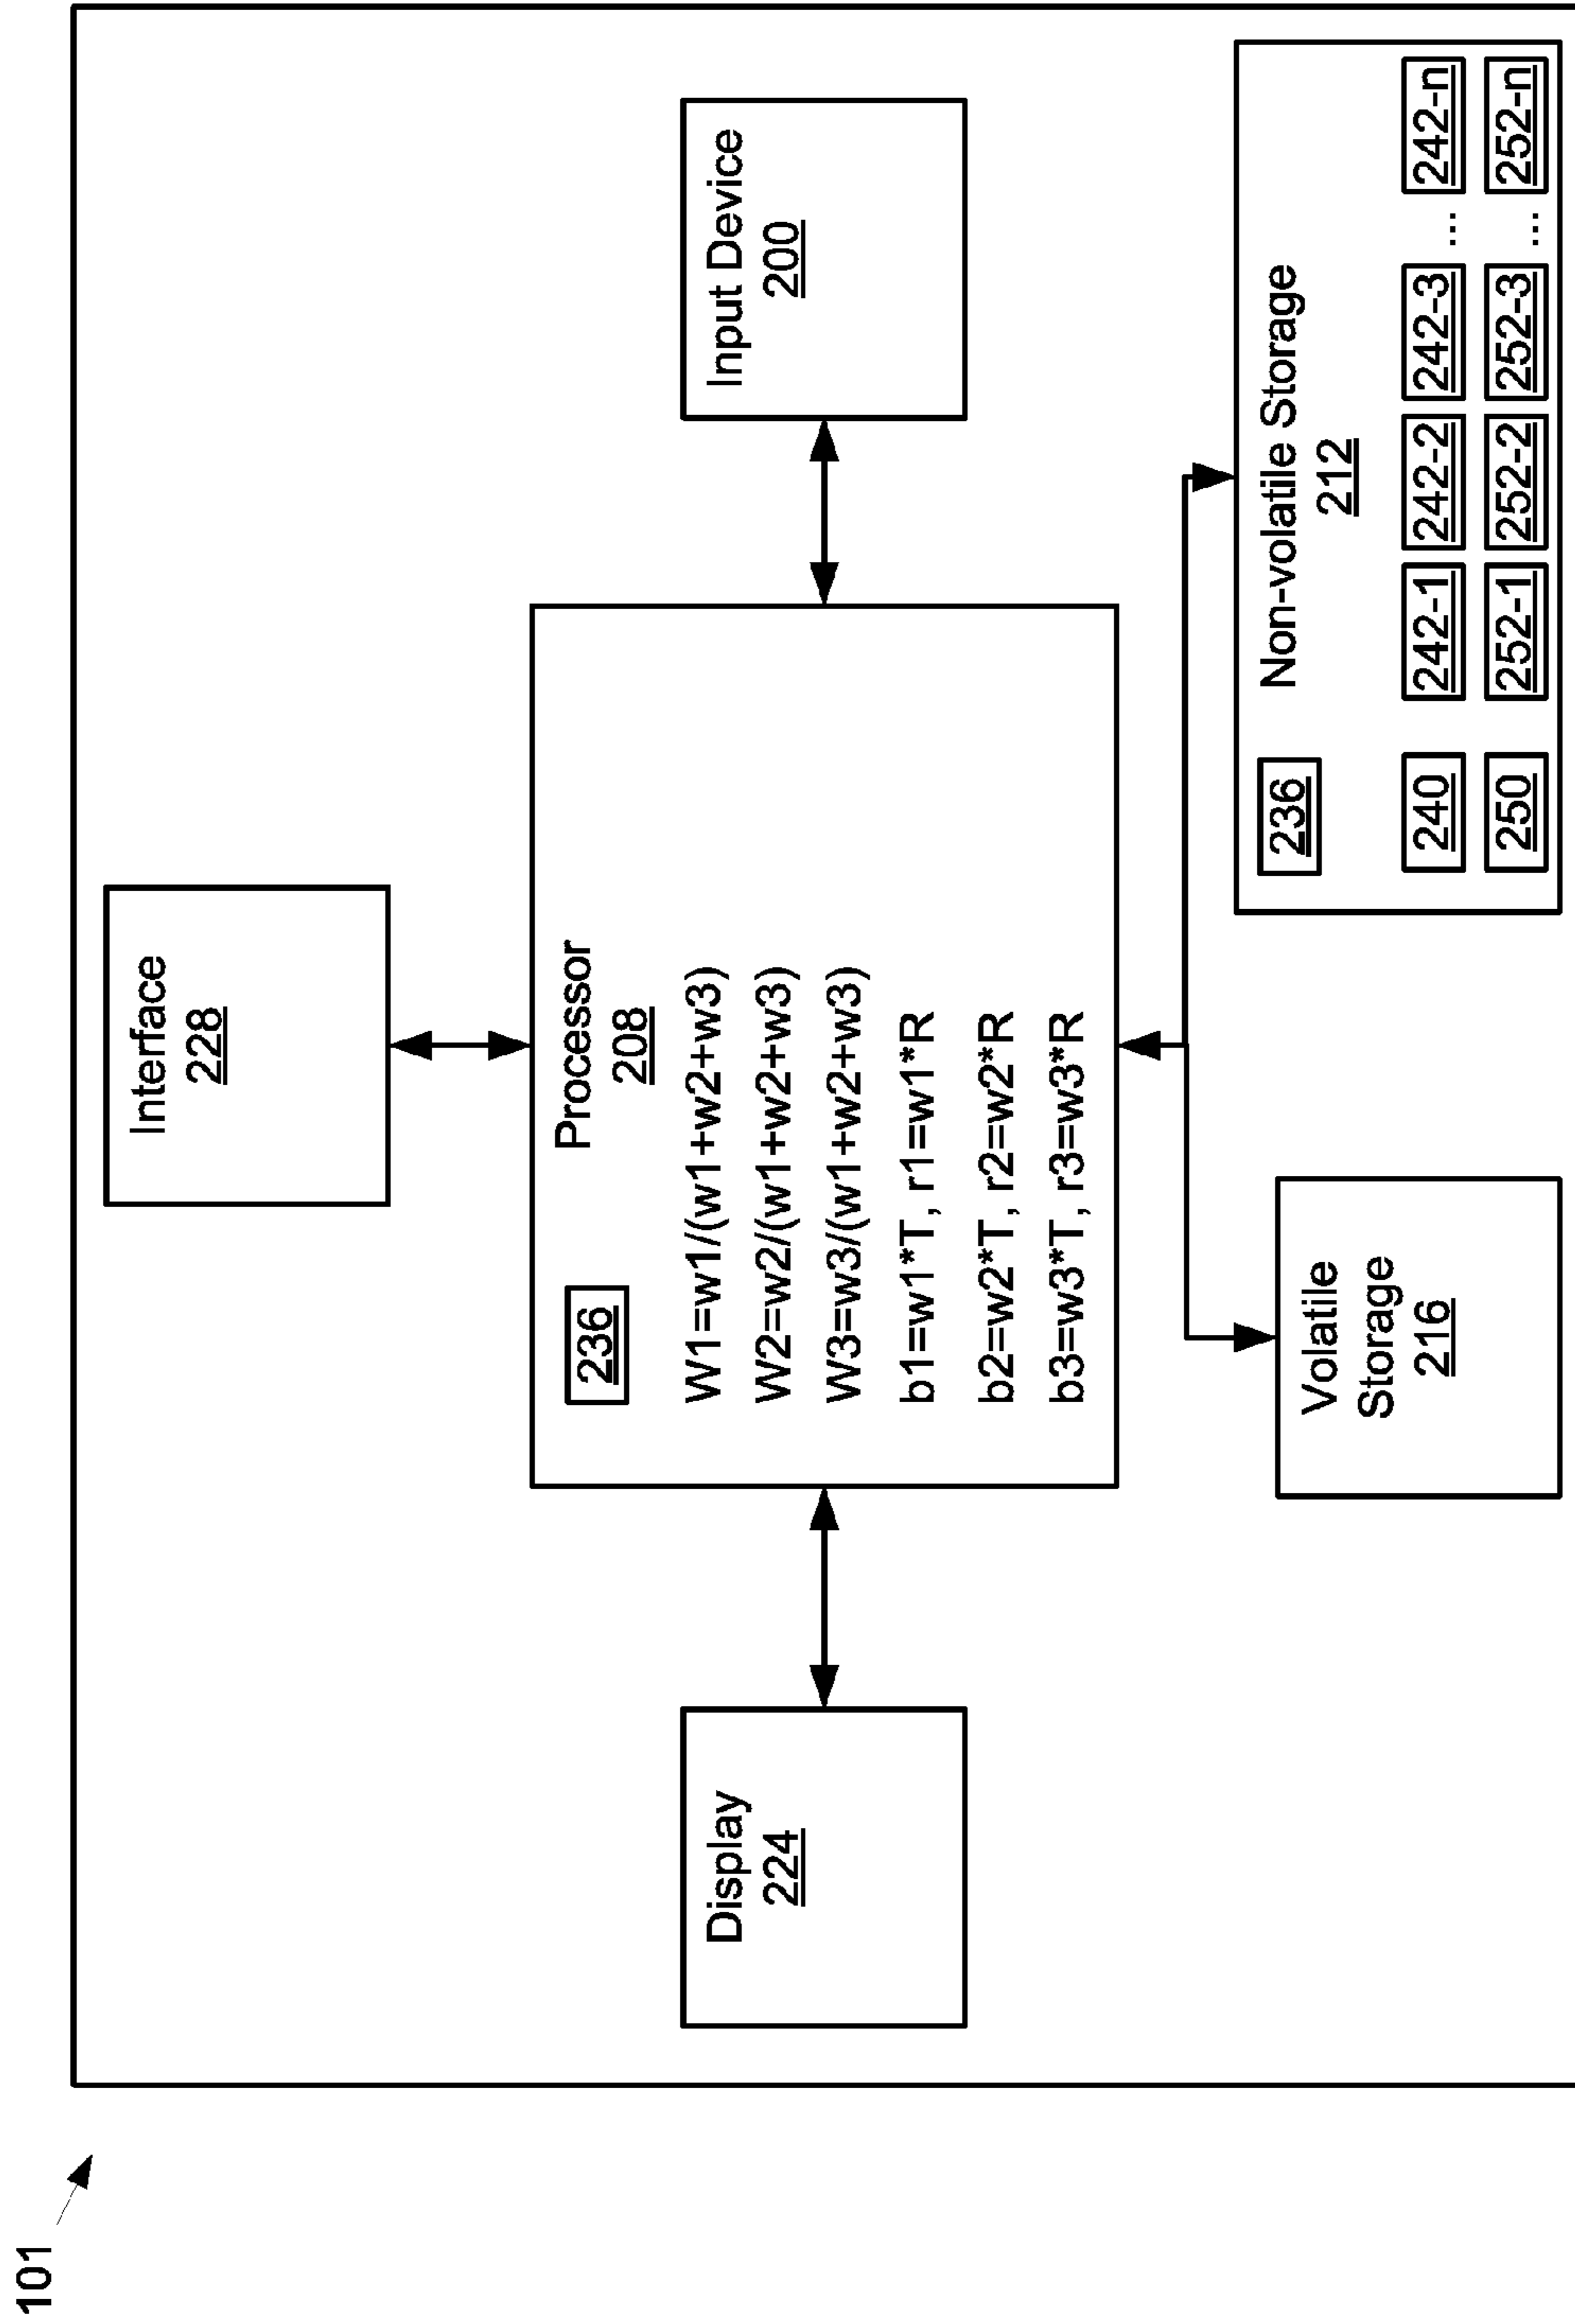 101
Interface
228
Display
224
Processor
208
236
W1=w1/(w1+w2+w3)
W2=w2/(w1+w2+w3)
W3=w3/(w1+w2+w3)
b1=w1*T, r1=w1*R
b2=w2*T, r2=w2*R
b3=w3*T, r3=w3*R
Input Device
200
Volatile
Storage
216
Non-volatile Storage
212
236
240 242-1 242-2 242-3 ... 242-n
250 252-1 252-2 252-3 ... 252-n